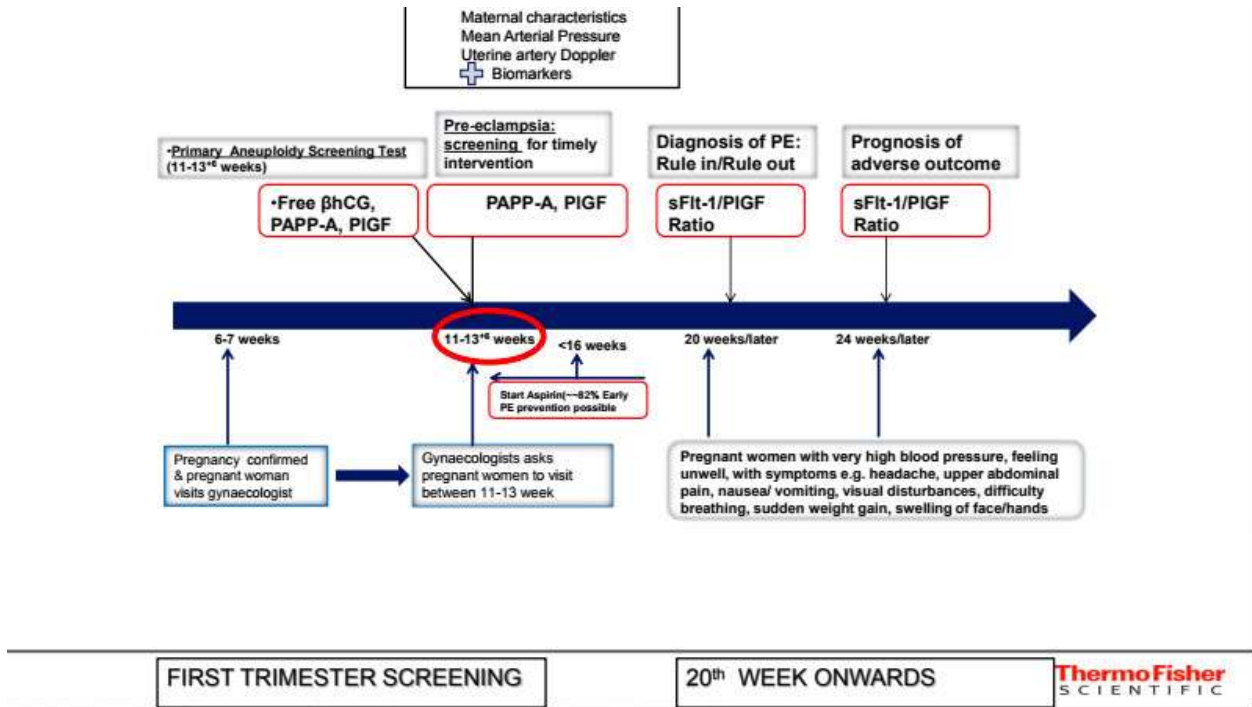 Maternal characteristics
Mean Arterial Pressure
Uterine artery Doppler
Biomarkers
•Primary Aneuploidy Screening Test
(11-13+6 weeks)
Pre-eclampsia:
screening for timely
intervention
Diagnosis of PE:
Rule in/Rule out
Prognosis of
adverse outcome
•Free βhCG,
PAPP-A, PlGF
PAPP-A, PlGF
sFlt-1/PlGF
Ratio
sFlt-1/PlGF
Ratio
6-7 weeks
11-13+6 weeks
<16 weeks
20 weeks/later
24 weeks/later
Start Aspirin(~~82% Early
PE prevention possible
Pregnancy confirmed
& pregnant woman
visits gynaecologist
Gynaecologists asks
pregnant women to visit
between 11-13 week
Pregnant women with very high blood pressure, feeling
unwell, with symptoms e.g. headache, upper abdominal
pain, nausea/ vomiting, visual disturbances, difficulty
breathing, sudden weight gain, swelling of face/hands
FIRST TRIMESTER SCREENING
20th WEEK ONWARDS
ThermoFisher
SCIENTIFIC